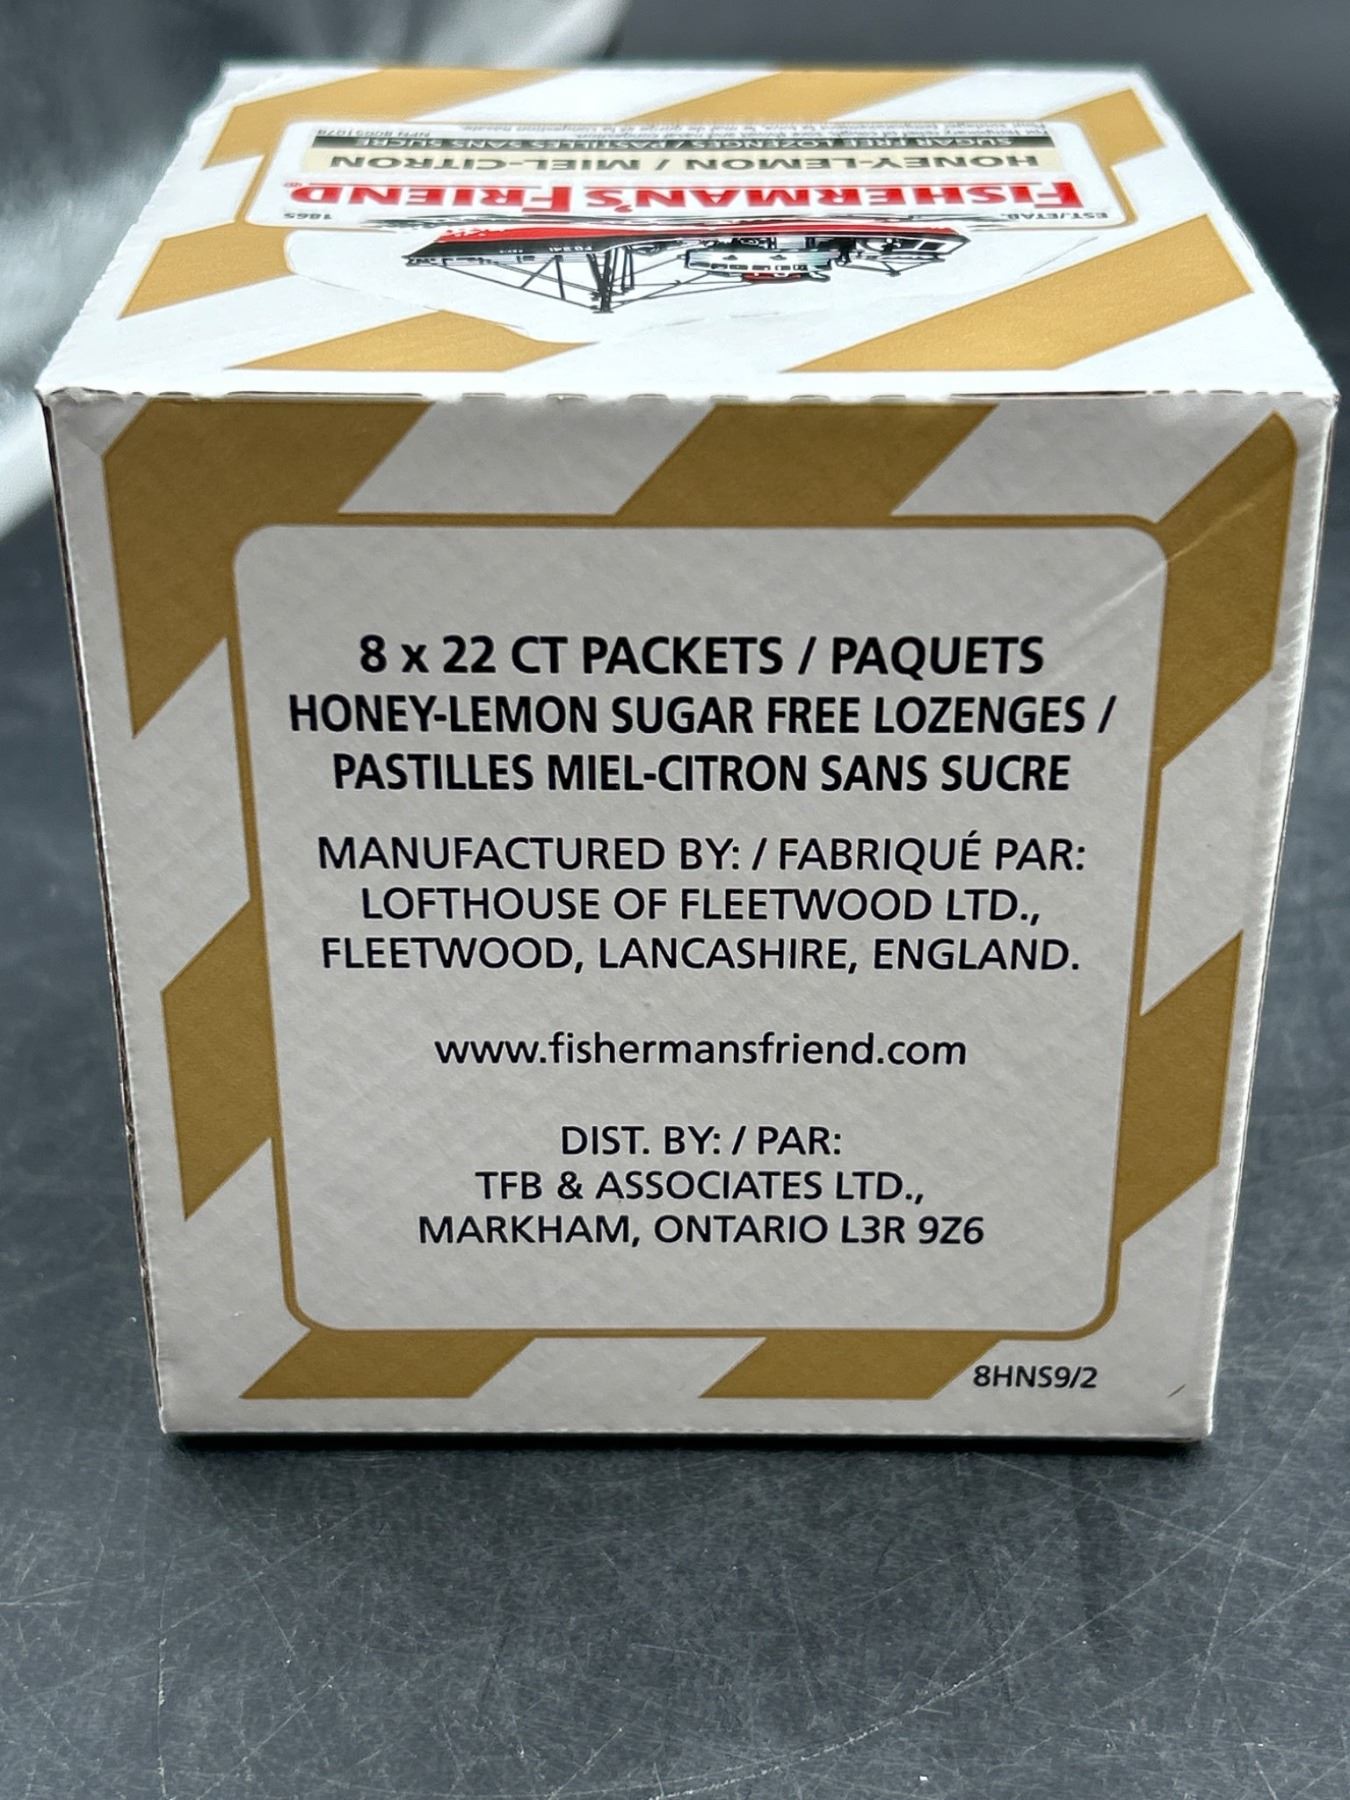 EST./ETAB. 1865
FISHERMAN'S FRIEND®
HONEY-LEMON / MIEL-CITRON
SUGAR FREE LOZENGES / PASTILLES SANS SUCRE
8 x 22 CT PACKETS / PAQUETS
HONEY-LEMON SUGAR FREE LOZENGES /
PASTILLES MIEL-CITRON SANS SUCRE
MANUFACTURED BY: / FABRIQUÉ PAR:
LOFTHOUSE OF FLEETWOOD LTD.,
FLEETWOOD, LANCASHIRE, ENGLAND.
www.fishermansfriend.com
DIST. BY: / PAR:
TFB & ASSOCIATES LTD.,
MARKHAM, ONTARIO L3R 9Z6
8HNS9/2